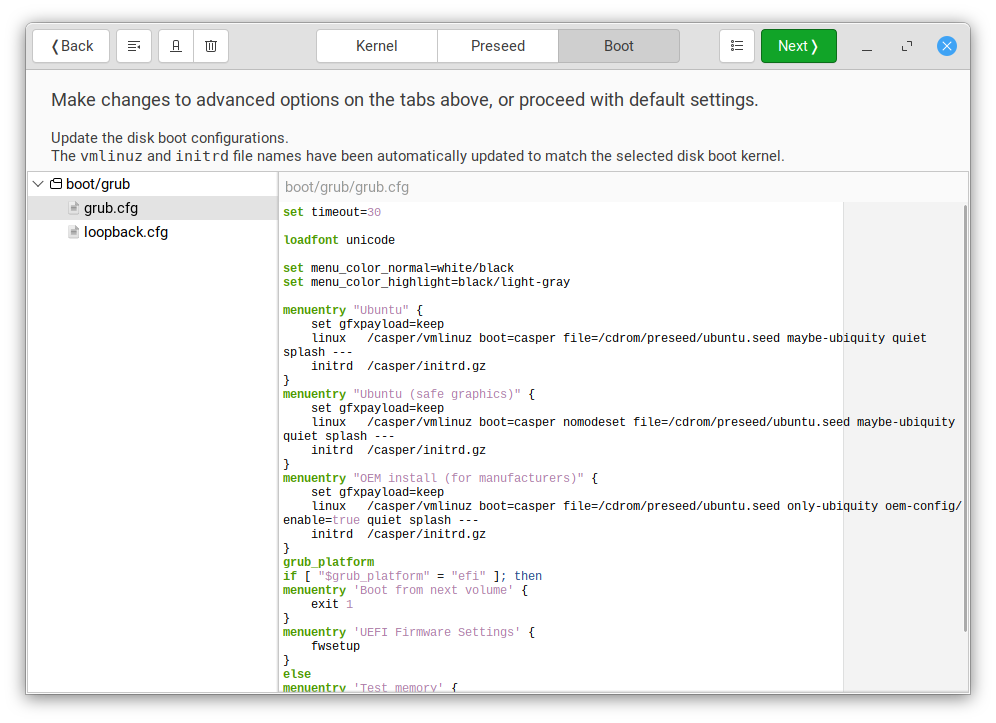 ❬Back
A
Kernel
Preseed
Boot
Next❭
Make changes to advanced options on the tabs above, or proceed with default settings.
Update the disk boot configurations.
The vmlinuz and initrd file names have been automatically updated to match the selected disk boot kernel.
boot/grub
grub.cfg
loopback.cfg
boot/grub/grub.cfg
set timeout=30
loadfont unicode
set menu_color_normal=white/black
set menu_color_highlight=black/light-gray
menuentry "Ubuntu" {
    set gfxpayload=keep
    linux   /casper/vmlinuz boot=casper file=/cdrom/preseed/ubuntu.seed maybe-ubiquity quiet
splash ---
    initrd  /casper/initrd.gz
}
menuentry "Ubuntu (safe graphics)" {
    set gfxpayload=keep
    linux   /casper/vmlinuz boot=casper nomodeset file=/cdrom/preseed/ubuntu.seed maybe-ubiquity
quiet splash ---
    initrd  /casper/initrd.gz
}
menuentry "OEM install (for manufacturers)" {
    set gfxpayload=keep
    linux   /casper/vmlinuz boot=casper file=/cdrom/preseed/ubuntu.seed only-ubiquity oem-config/
enable=true quiet splash ---
    initrd  /casper/initrd.gz
}
grub_platform
if [ "$grub_platform" = "efi" ]; then
menuentry 'Boot from next volume' {
    exit 1
}
menuentry 'UEFI Firmware Settings' {
    fwsetup
}
else
menuentry 'Test memory' {